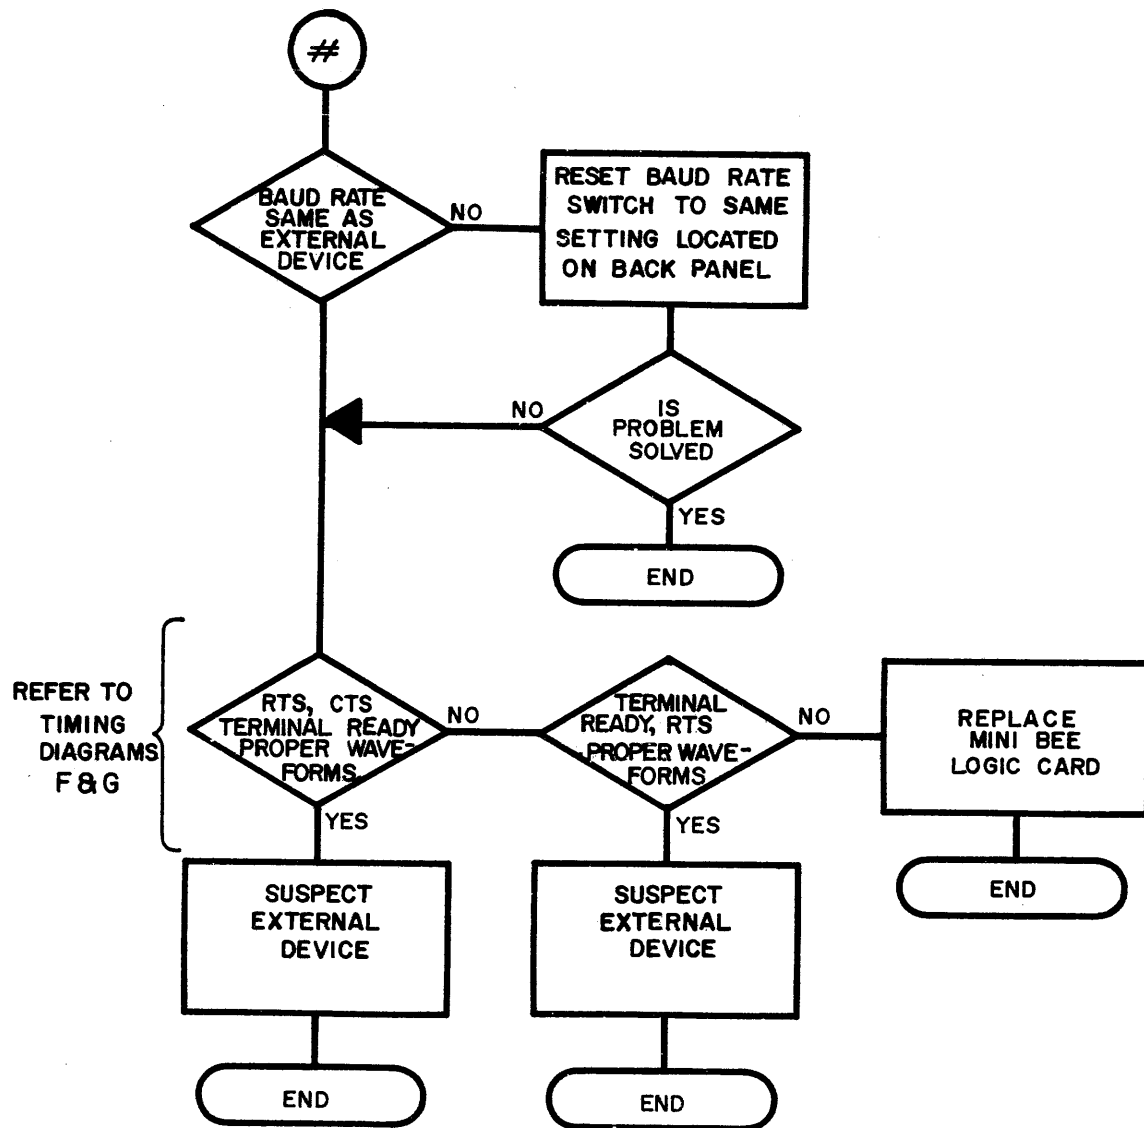 #
BAUD RATE
SAME AS
EXTERNAL
DEVICE
NO
RESET BAUD RATE
SWITCH TO SAME
SETTING LOCATED
ON BACK PANEL
NO
IS
PROBLEM
SOLVED
YES
END
REFER TO
TIMING
DIAGRAMS
F & G
RTS, CTS
TERMINAL READY
PROPER WAVE-
FORMS
NO
TERMINAL
READY, RTS
PROPER WAVE-
FORMS
NO
REPLACE
MINI BEE
LOGIC CARD
YES
YES
SUSPECT
EXTERNAL
DEVICE
SUSPECT
EXTERNAL
DEVICE
END
END
END